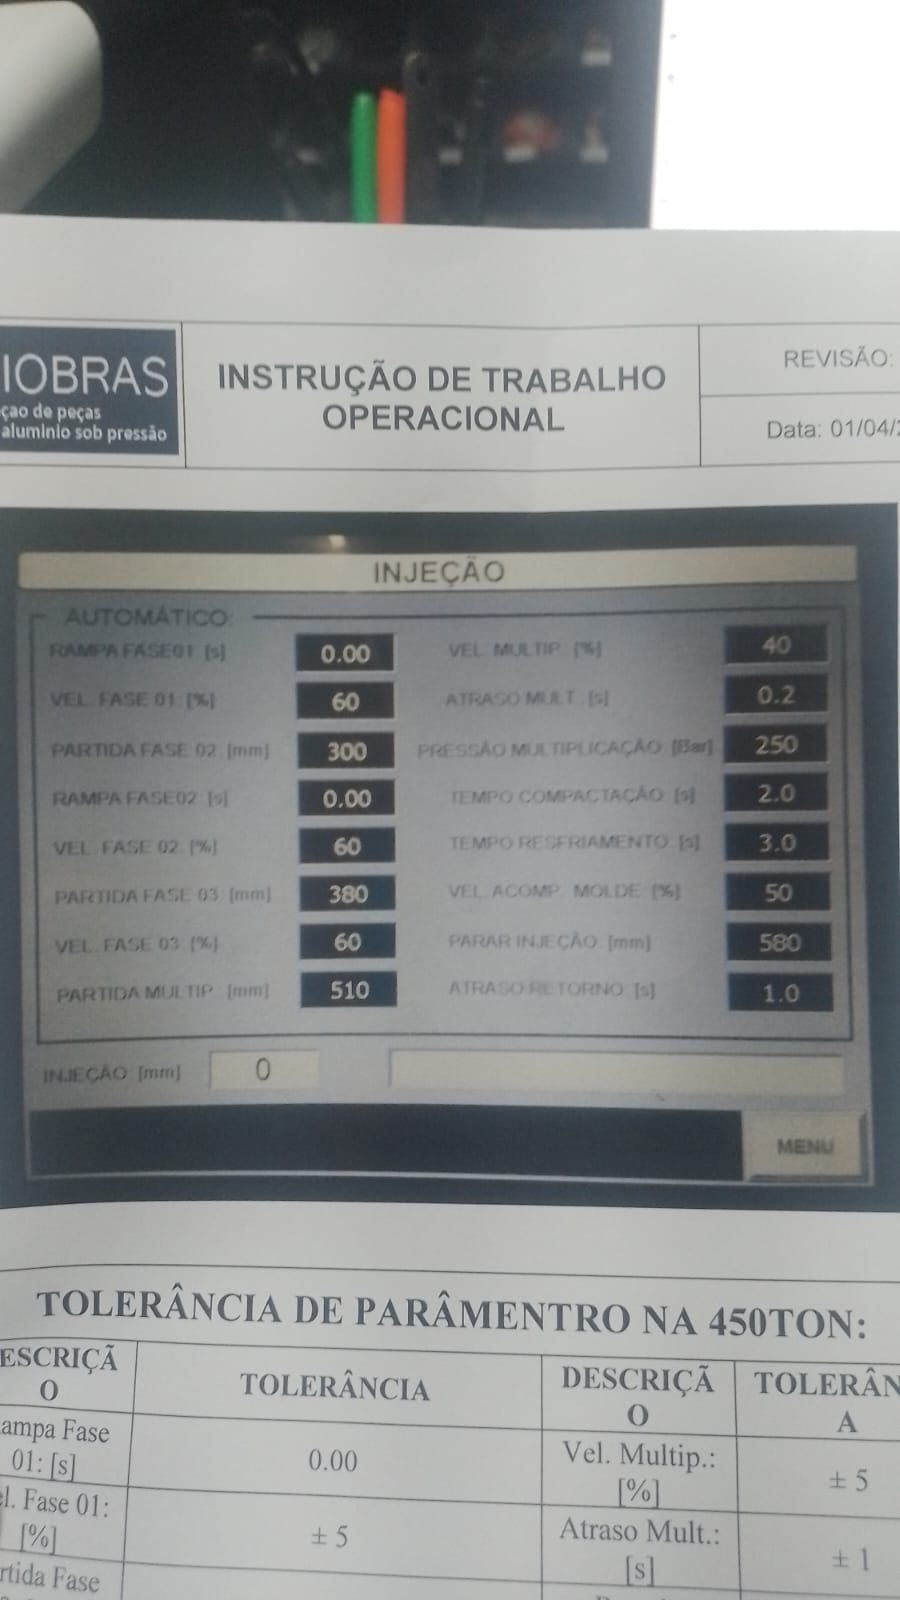 IOBRAS
çao de peças
aluminio sob pressão
INSTRUÇÃO DE TRABALHO
OPERACIONAL
REVISÃO:
Data: 01/04/2
INJEÇÃO
AUTOMÁTICO:
RAMPA FASE01: [s] 0.00 VEL. MULTIP.: [%] 40
VEL. FASE 01: [%] 60 ATRASO MULT.: [s] 0.2
PARTIDA FASE 02: [mm] 300 PRESSÃO MULTIPLICAÇÃO: [Bar] 250
RAMPA FASE02: [s] 0.00 TEMPO COMPACTAÇÃO: [s] 2.0
VEL. FASE 02: [%] 60 TEMPO RESFRIAMENTO: [s] 3.0
PARTIDA FASE 03: [mm] 380 VEL. ACOMP. MOLDE: [%] 50
VEL. FASE 03: [%] 60 PARAR INJEÇÃO: [mm] 580
PARTIDA MULTIP.: [mm] 510 ATRASO RETORNO: [s] 1.0
INJEÇÃO: [mm] 0
MENU
TOLERÂNCIA DE PARÂMENTRO NA 450TON:
ESCRIÇÃ
O
TOLERÂNCIA
DESCRIÇÃ
O
TOLERÂN
A
ampa Fase
01: [s]
0.00
Vel. Multip.:
[%]
± 5
l. Fase 01:
[%]
± 5
Atraso Mult.:
[s]
± 1
rtida Fase